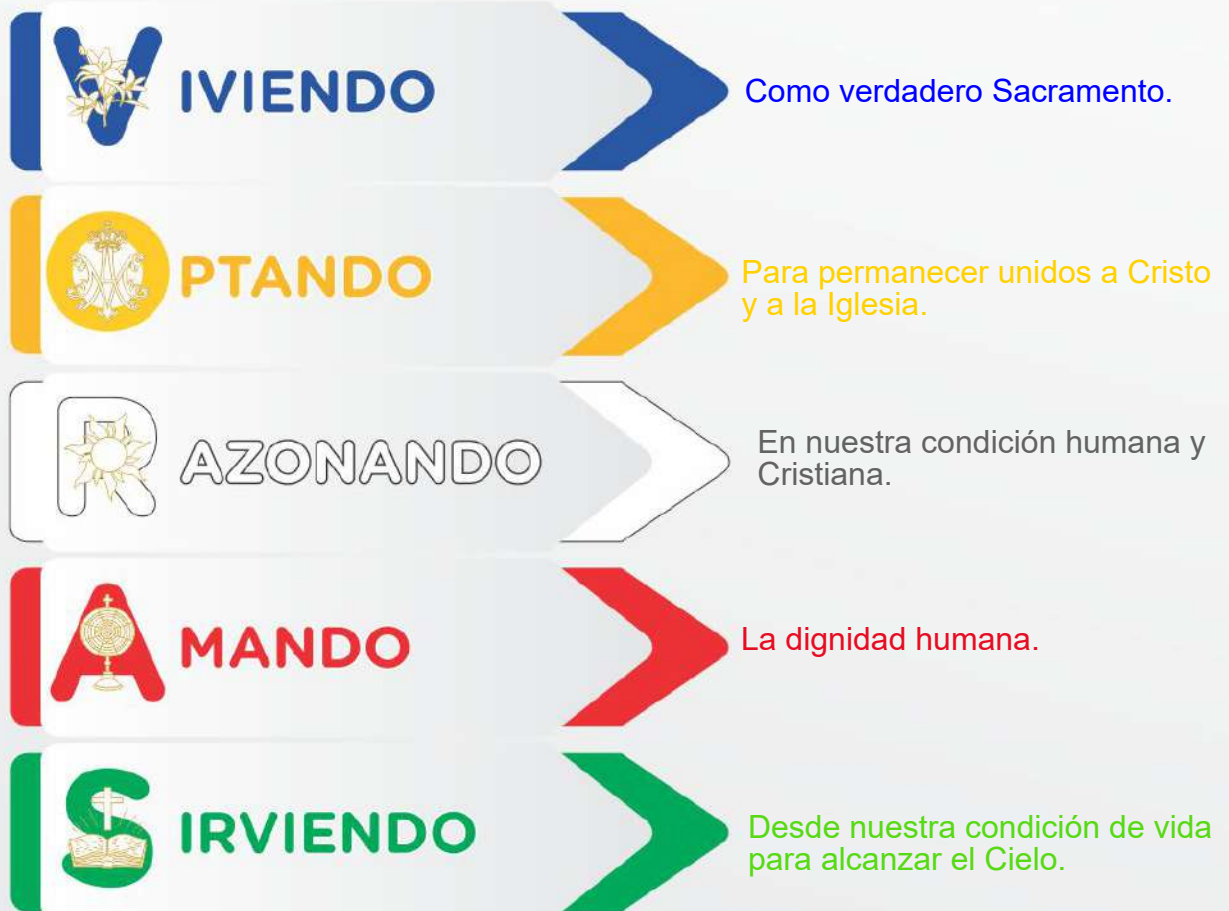 VIVIENDO
Como verdadero Sacramento.
OPTANDO
Para permanecer unidos a Cristo
y a la Iglesia.
RAZONANDO
En nuestra condición humana y
Cristiana.
AMANDO
La dignidad humana.
SIRVIENDO
Desde nuestra condición de vida
para alcanzar el Cielo.